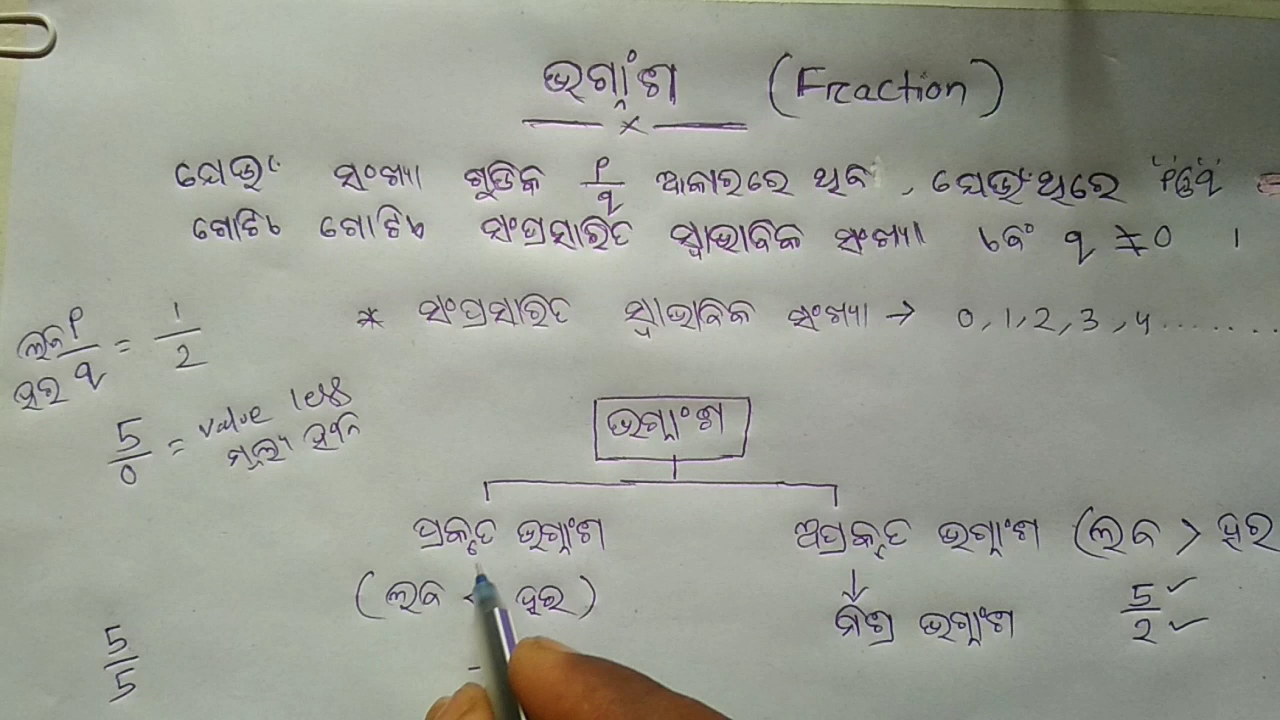 ଭଗ୍ନାଂଶ (Fraction)
ଯେଉଁ ସଂଖ୍ୟା ଗୁଡିକ p/q ଆକାରରେ ଥିବ, ଯେଉଁଥିରେ 'p' ଓ 'q'
ଗୋଟିଏ ଗୋଟିଏ ସଂପ୍ରସାରିତ ସ୍ୱାଭାବିକ ସଂଖ୍ୟା ଏବଂ q ≠ 0 ।
* ସଂପ୍ରସାରିତ ସ୍ୱାଭାବିକ ସଂଖ୍ୟା → 0, 1, 2, 3, 4.......
ଲବ p / ହର q = 1/2
5/0 = value less
ମୂଲ୍ୟ ହୀନ
ଭଗ୍ନାଂଶ
ପ୍ରକୃତ ଭଗ୍ନାଂଶ
(ଲବ < ହର)
ଅପ୍ରକୃତ ଭଗ୍ନାଂଶ (ଲବ > ହର
↓
ମିଶ୍ର ଭଗ୍ନାଂଶ
5/2
5/5